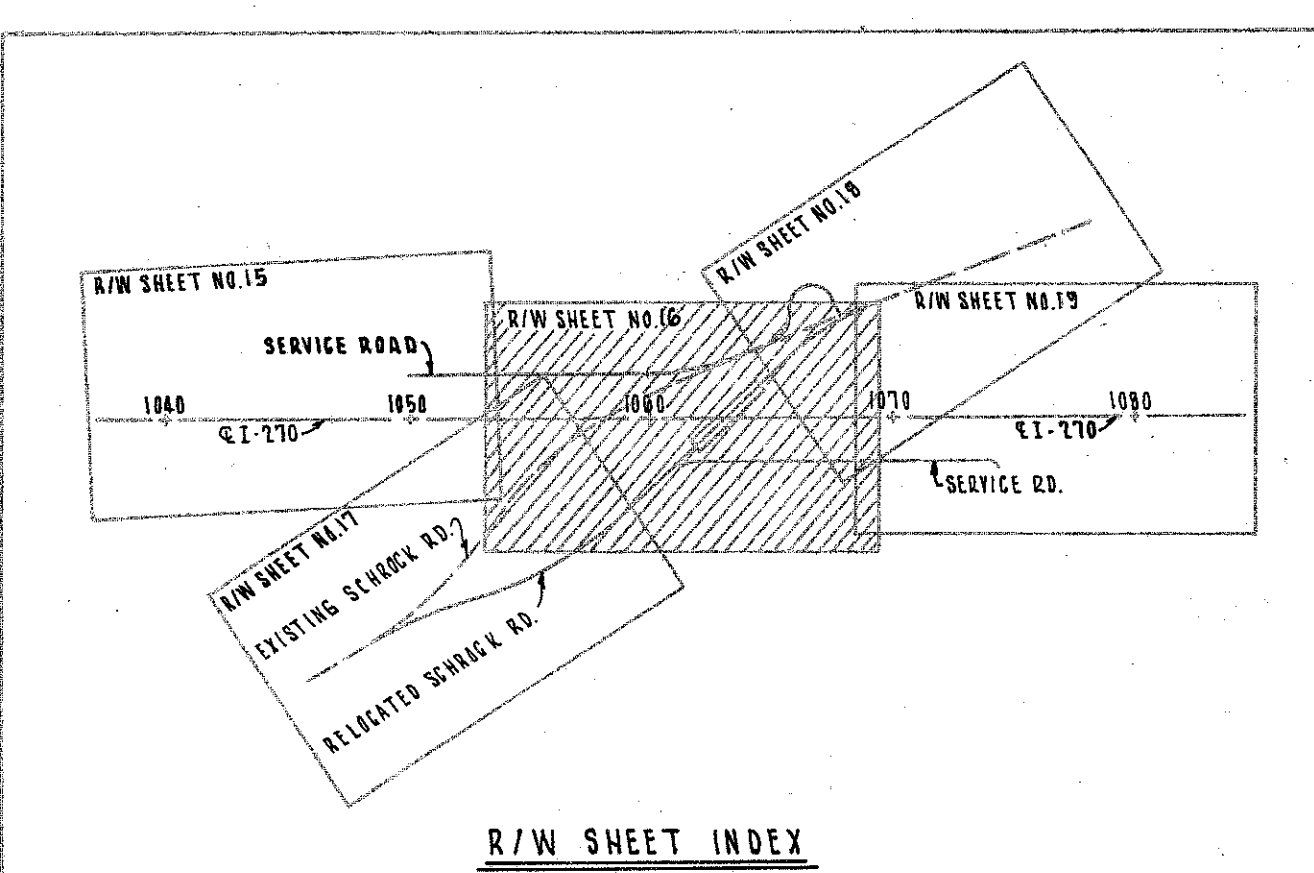 R/W SHEET NO.18
R/W SHEET NO.15
R/W SHEET NO.16
R/W SHEET NO.19
SERVICE ROAD
1040
1050
1060
1070
1080
℄ I-270
℄ I-270
SERVICE RD.
R/W SHEET NO.17
EXISTING SCHROCK RD.
RELOCATED SCHROCK RD.
R/W SHEET INDEX